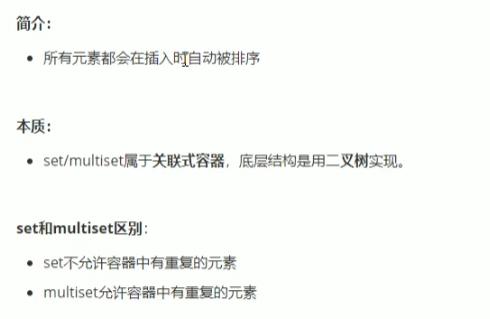 简介：
所有元素都会在插入时自动被排序
本质：
set/multiset属于关联式容器，底层结构是用二叉树实现。
set和multiset区别：
set不允许容器中有重复的元素
multiset允许容器中有重复的元素